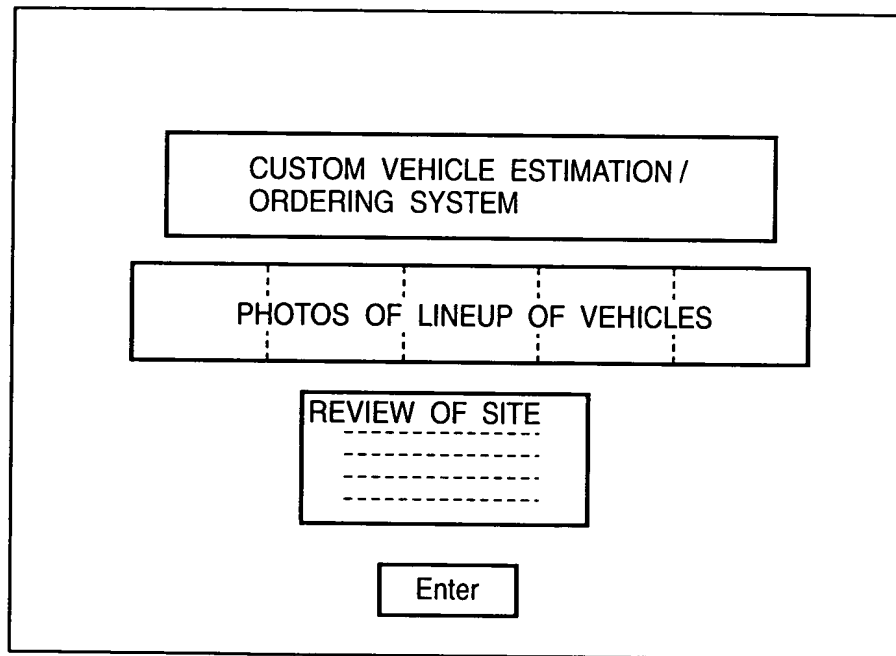 CUSTOM VEHICLE ESTIMATION /
ORDERING SYSTEM
PHOTOS OF LINEUP OF VEHICLES
REVIEW OF SITE
Enter